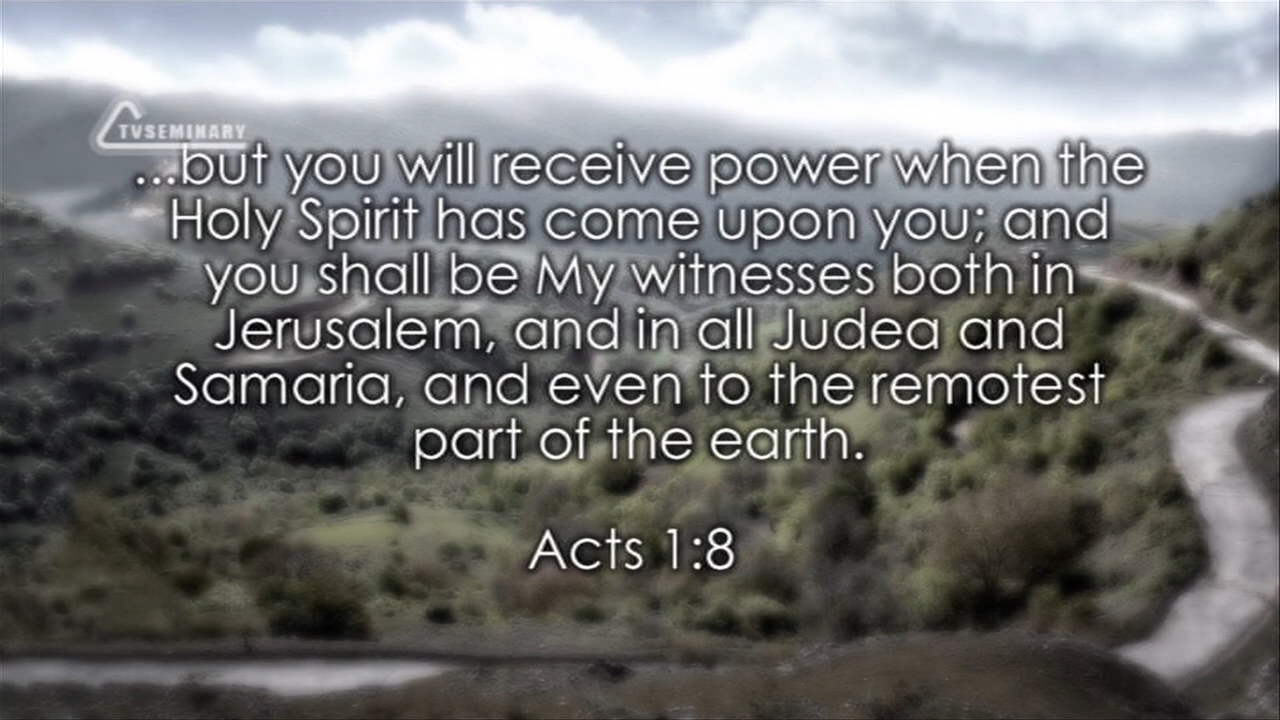 TVSEMINARY
...but you will receive power when the
Holy Spirit has come upon you; and
you shall be My witnesses both in
Jerusalem, and in all Judea and
Samaria, and even to the remotest
part of the earth.
Acts 1:8